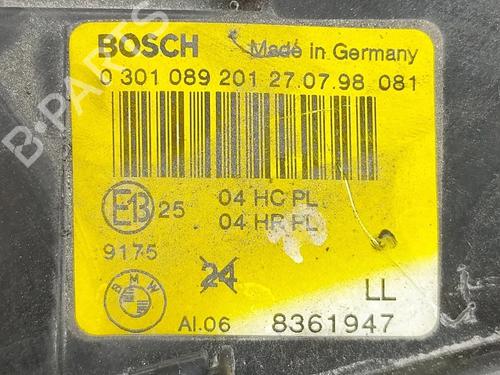 BOSCH Made in Germany
0 301 089 201 27.07.98 081
E13 25 04 HC PL
04 HR PL
9175
24
BMW
LL
AI.06 8361947
B-PARTS